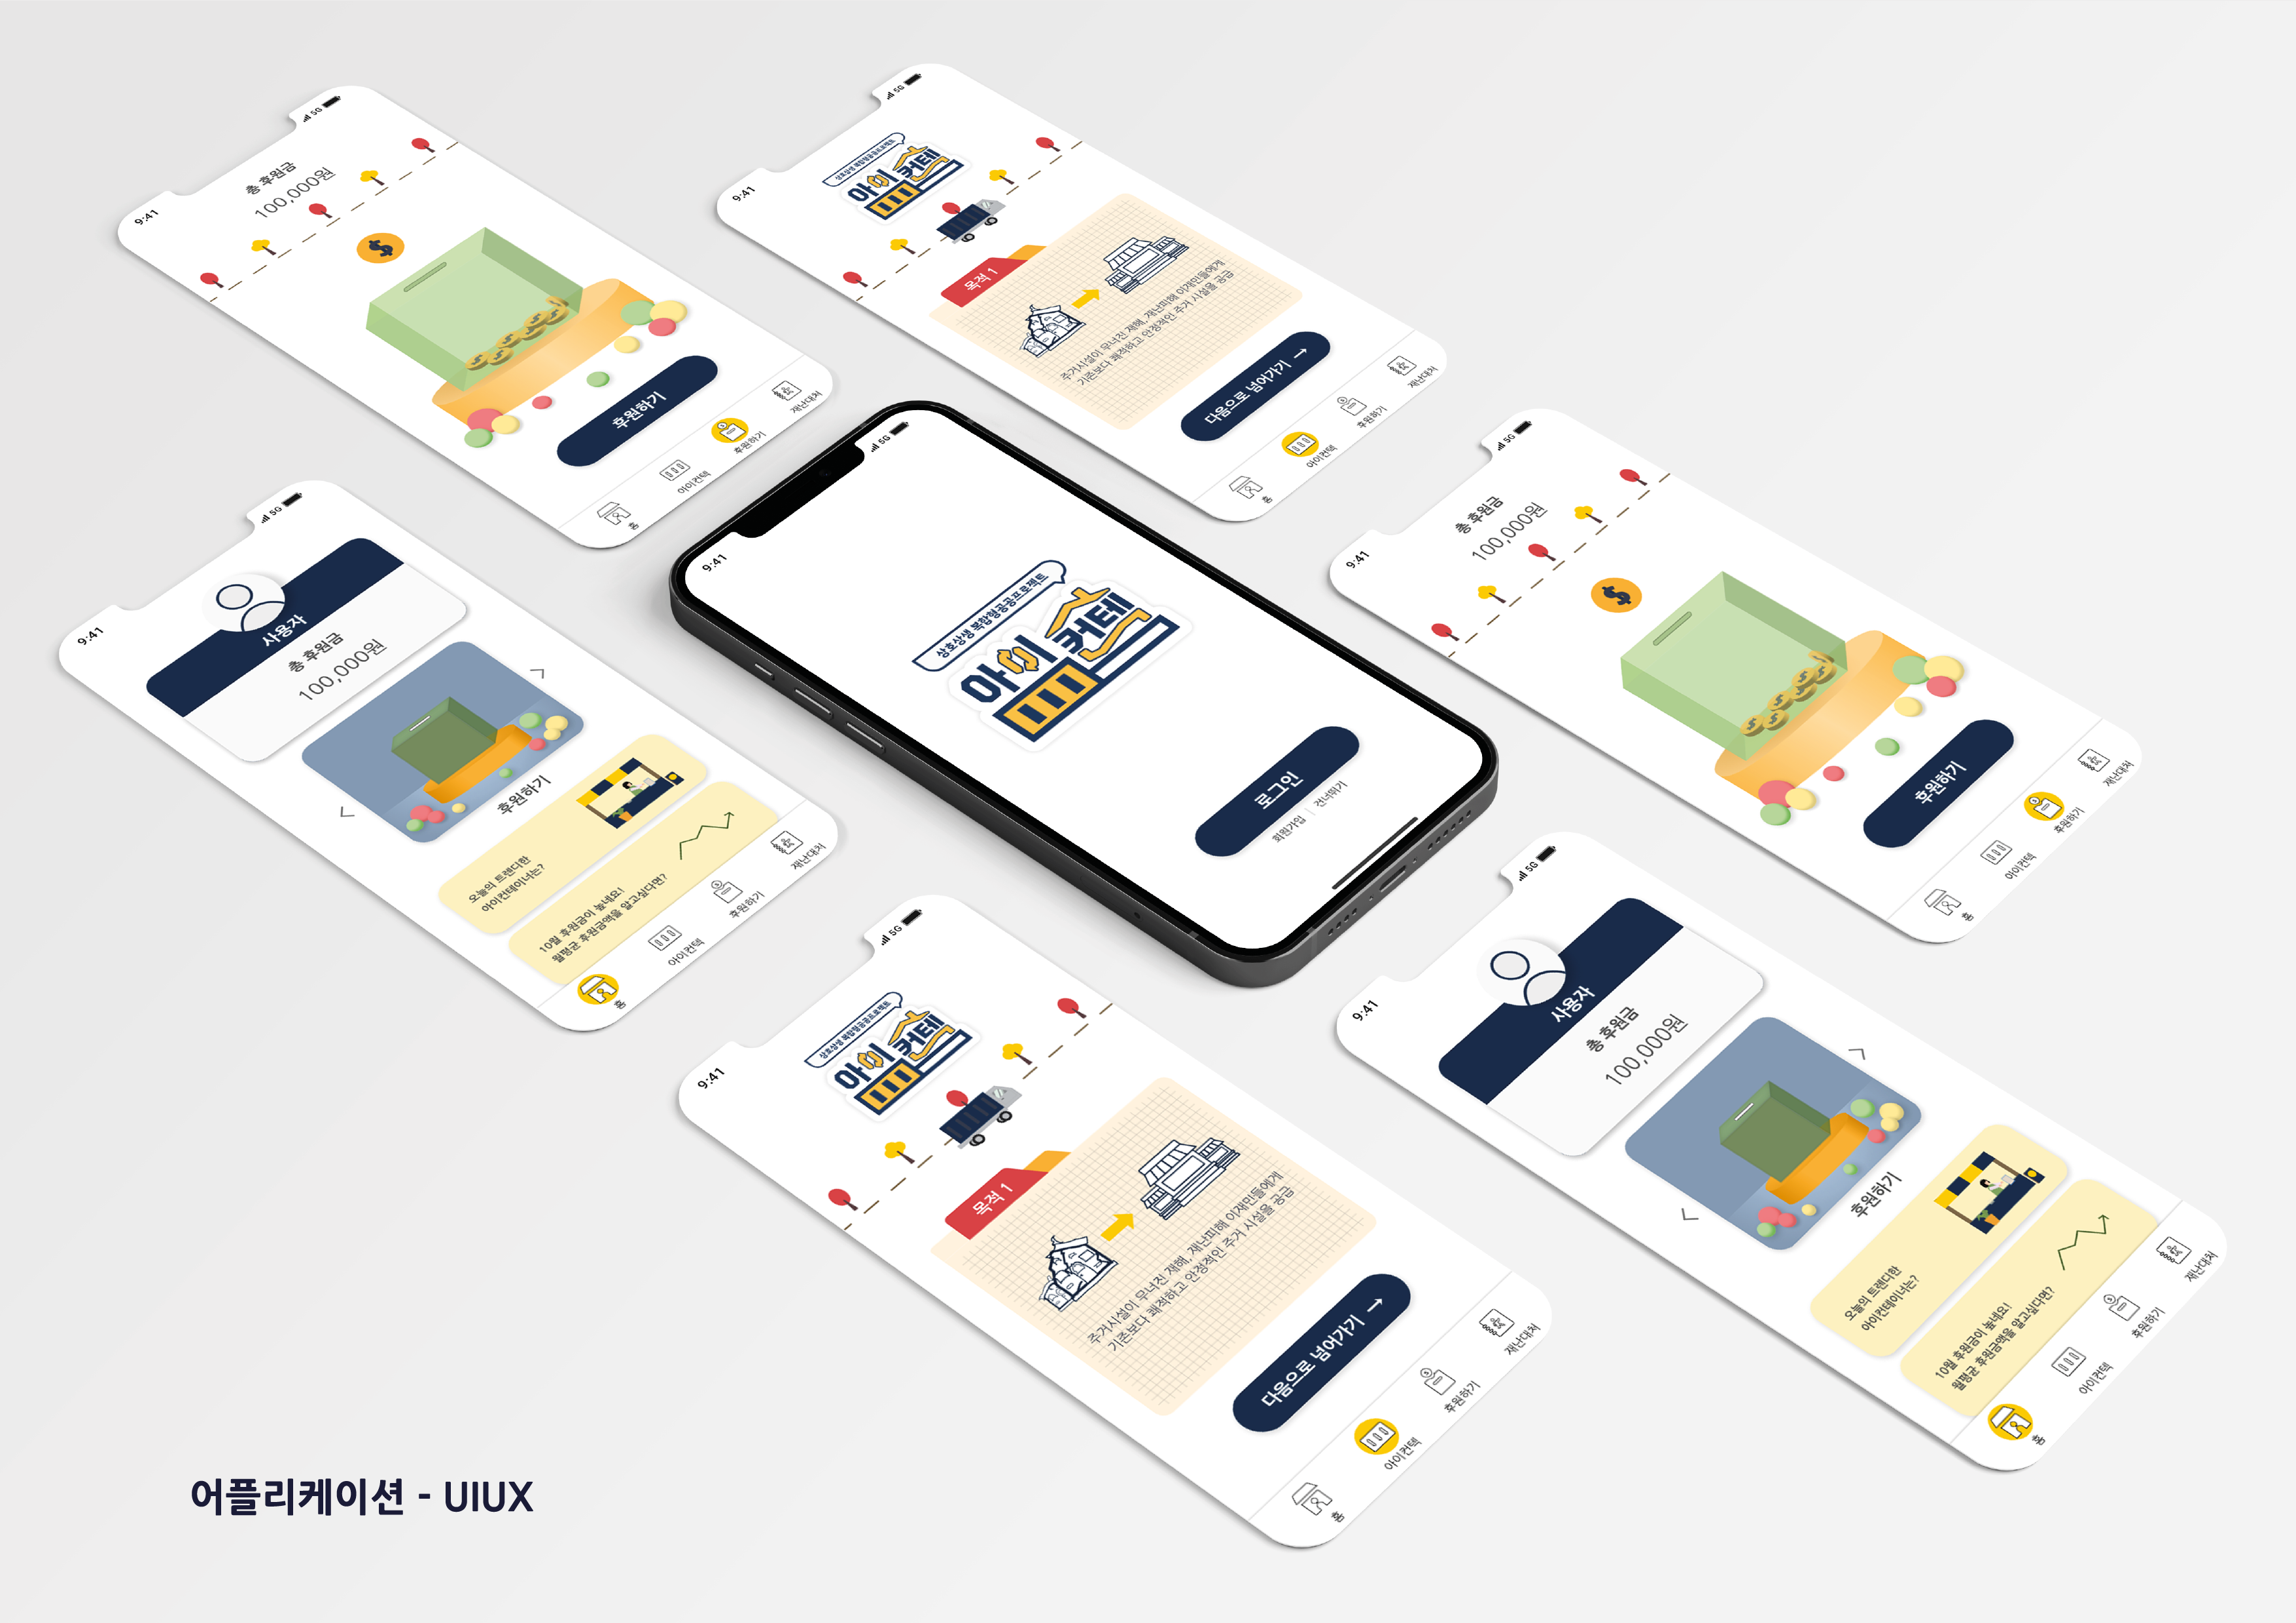 9:41
5G
총 후원금
100,000원
후원하기
홈
아이컨텍
후원하기
재난대처
9:41
5G
상호상생 복합형공공프로젝트
아이컨테
목적 1
주거시설이 무너진 재해, 재난피해 이재민들에게
기존보다 쾌적하고 안정적인 주거 시설을 공급
다음으로 넘어가기 →
홈
아이컨텍
후원하기
재난대처
9:41
5G
사용자
총 후원금
100,000원
<
>
후원하기
오늘의 트렌디한
아이컨테이너는?
10월 후원금이 높네요!
월평균 후원금액을 알고싶다면?
홈
아이컨텍
후원하기
재난대처
9:41
5G
상호상생 복합형공공프로젝트
아이컨테
로그인
회원가입 | 건너뛰기
9:41
5G
총 후원금
100,000원
후원하기
홈
아이컨텍
후원하기
재난대처
9:41
5G
상호상생 복합형공공프로젝트
아이컨테
목적 1
주거시설이 무너진 재해, 재난피해 이재민들에게
기존보다 쾌적하고 안정적인 주거 시설을 공급
다음으로 넘어가기 →
홈
아이컨텍
후원하기
재난대처
9:41
5G
사용자
총 후원금
100,000원
<
>
후원하기
오늘의 트렌디한
아이컨테이너는?
10월 후원금이 높네요!
월평균 후원금액을 알고싶다면?
홈
아이컨텍
후원하기
재난대처
어플리케이션 - UIUX